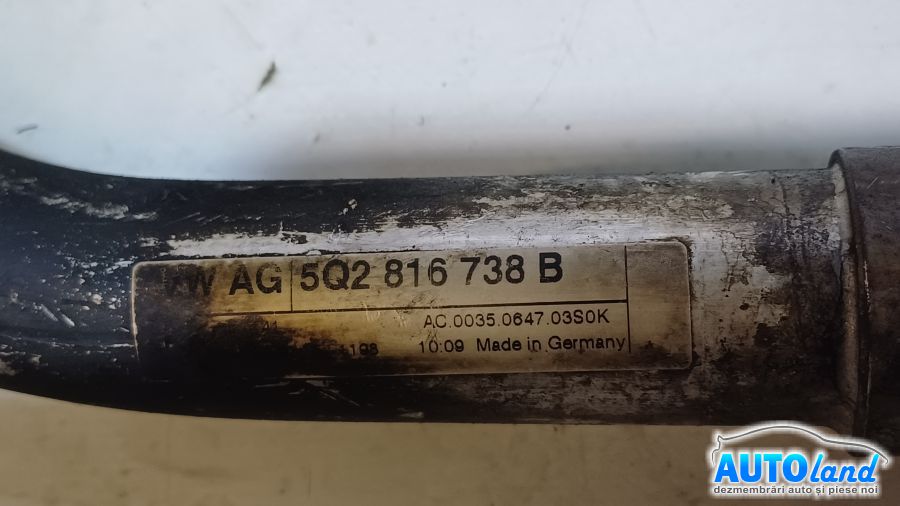 VW AG 5Q2 816 738 B
AC.0035.0647.03S0K
10:09 Made in Germany
AUTOland
dezmembrări auto și piese noi